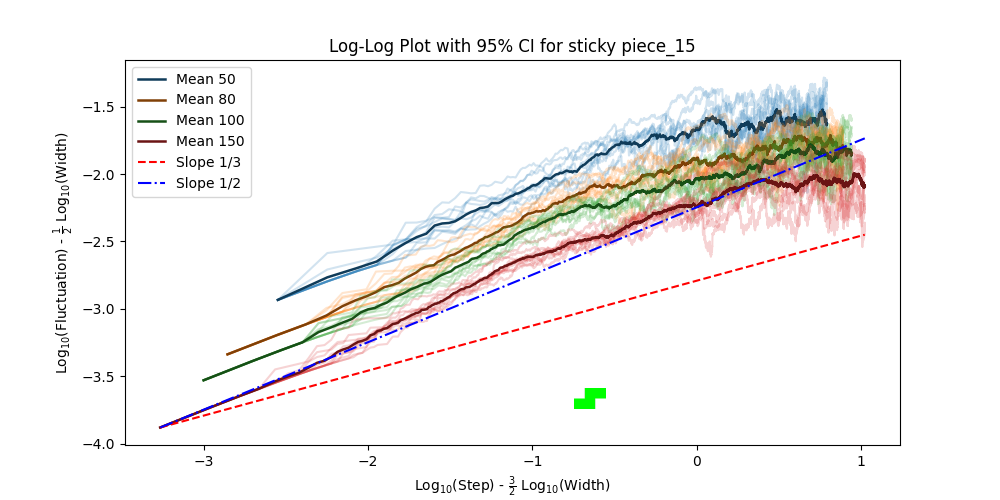 Log-Log Plot with 95% CI for sticky piece_15
Mean 50
Mean 80
Mean 100
Mean 150
Slope 1/3
Slope 1/2
Log₁₀(Fluctuation) - 1/2 Log₁₀(Width)
−1.5
−2.0
−2.5
−3.0
−3.5
−4.0
−3
−2
−1
0
1
Log₁₀(Step) - 3/2 Log₁₀(Width)